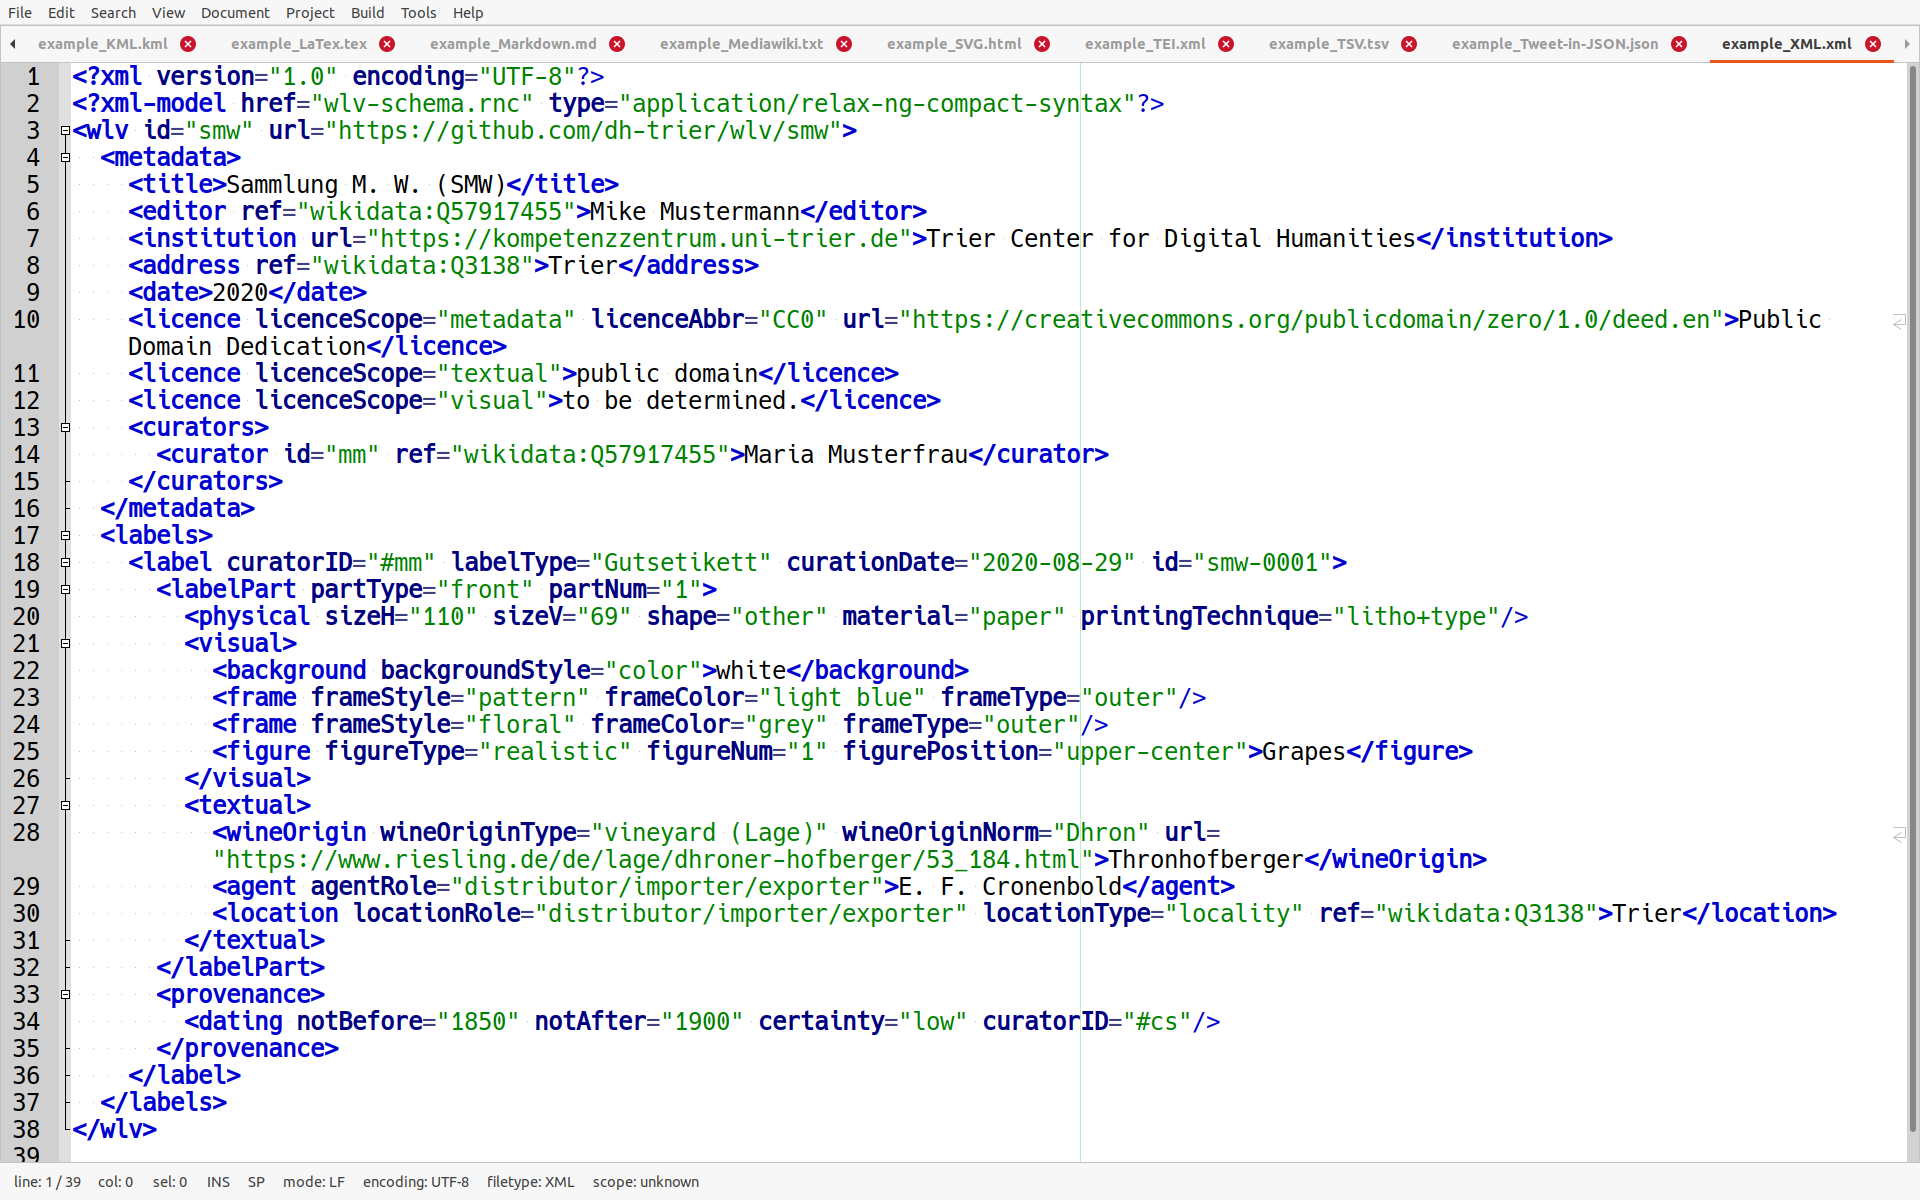 File Edit Search View Document Project Build Tools Help
example_KML.kml example_LaTex.tex example_Markdown.md example_Mediawiki.txt example_SVG.html example_TEI.xml example_TSV.tsv example_Tweet-in-JSON.json example_XML.xml
1 <?xml version="1.0" encoding="UTF-8"?>
2 <?xml-model href="wlv-schema.rnc" type="application/relax-ng-compact-syntax"?>
3 <wlv id="smw" url="https://github.com/dh-trier/wlv/smw">
4 <metadata>
5 <title>Sammlung M. W. (SMW)</title>
6 <editor ref="wikidata:Q57917455">Mike Mustermann</editor>
7 <institution url="https://kompetenzzentrum.uni-trier.de">Trier Center for Digital Humanities</institution>
8 <address ref="wikidata:Q3138">Trier</address>
9 <date>2020</date>
10 <licence licenceScope="metadata" licenceAbbr="CC0" url="https://creativecommons.org/publicdomain/zero/1.0/deed.en">Public
Domain Dedication</licence>
11 <licence licenceScope="textual">public domain</licence>
12 <licence licenceScope="visual">to be determined.</licence>
13 <curators>
14 <curator id="mm" ref="wikidata:Q57917455">Maria Musterfrau</curator>
15 </curators>
16 </metadata>
17 <labels>
18 <label curatorID="#mm" labelType="Gutsetikett" curationDate="2020-08-29" id="smw-0001">
19 <labelPart partType="front" partNum="1">
20 <physical sizeH="110" sizeV="69" shape="other" material="paper" printingTechnique="litho+type"/>
21 <visual>
22 <background backgroundStyle="color">white</background>
23 <frame frameStyle="pattern" frameColor="light blue" frameType="outer"/>
24 <frame frameStyle="floral" frameColor="grey" frameType="outer"/>
25 <figure figureType="realistic" figureNum="1" figurePosition="upper-center">Grapes</figure>
26 </visual>
27 <textual>
28 <wineOrigin wineOriginType="vineyard (Lage)" wineOriginNorm="Dhron" url=
"https://www.riesling.de/de/lage/dhroner-hofberger/53_184.html">Thronhofberger</wineOrigin>
29 <agent agentRole="distributor/importer/exporter">E. F. Cronenbold</agent>
30 <location locationRole="distributor/importer/exporter" locationType="locality" ref="wikidata:Q3138">Trier</location>
31 </textual>
32 </labelPart>
33 <provenance>
34 <dating notBefore="1850" notAfter="1900" certainty="low" curatorID="#cs"/>
35 </provenance>
36 </label>
37 </labels>
38 </wlv>
39
line: 1 / 39 col: 0 sel: 0 INS SP mode: LF encoding: UTF-8 filetype: XML scope: unknown